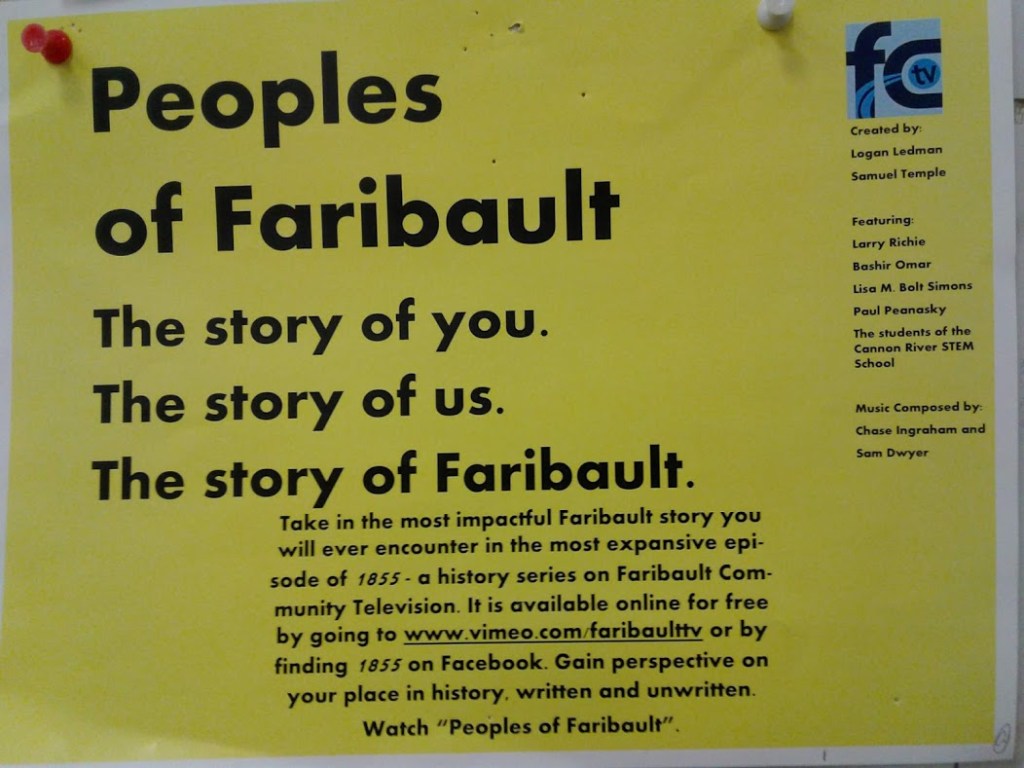 Peoples
of Faribault
The story of you.
The story of us.
The story of Faribault.
Take in the most impactful Faribault story you
will ever encounter in the most expansive epi-
sode of 1855 - a history series on Faribault Com-
munity Television. It is available online for free
by going to www.vimeo.com/faribaulttv or by
finding 1855 on Facebook. Gain perspective on
your place in history, written and unwritten.
Watch "Peoples of Faribault".
fctv
Created by:
Logan Ledman
Samuel Temple
Featuring:
Larry Richie
Bashir Omar
Lisa M. Bolt Simons
Paul Peanasky
The students of the
Cannon River STEM
School
Music Composed by:
Chase Ingraham and
Sam Dwyer